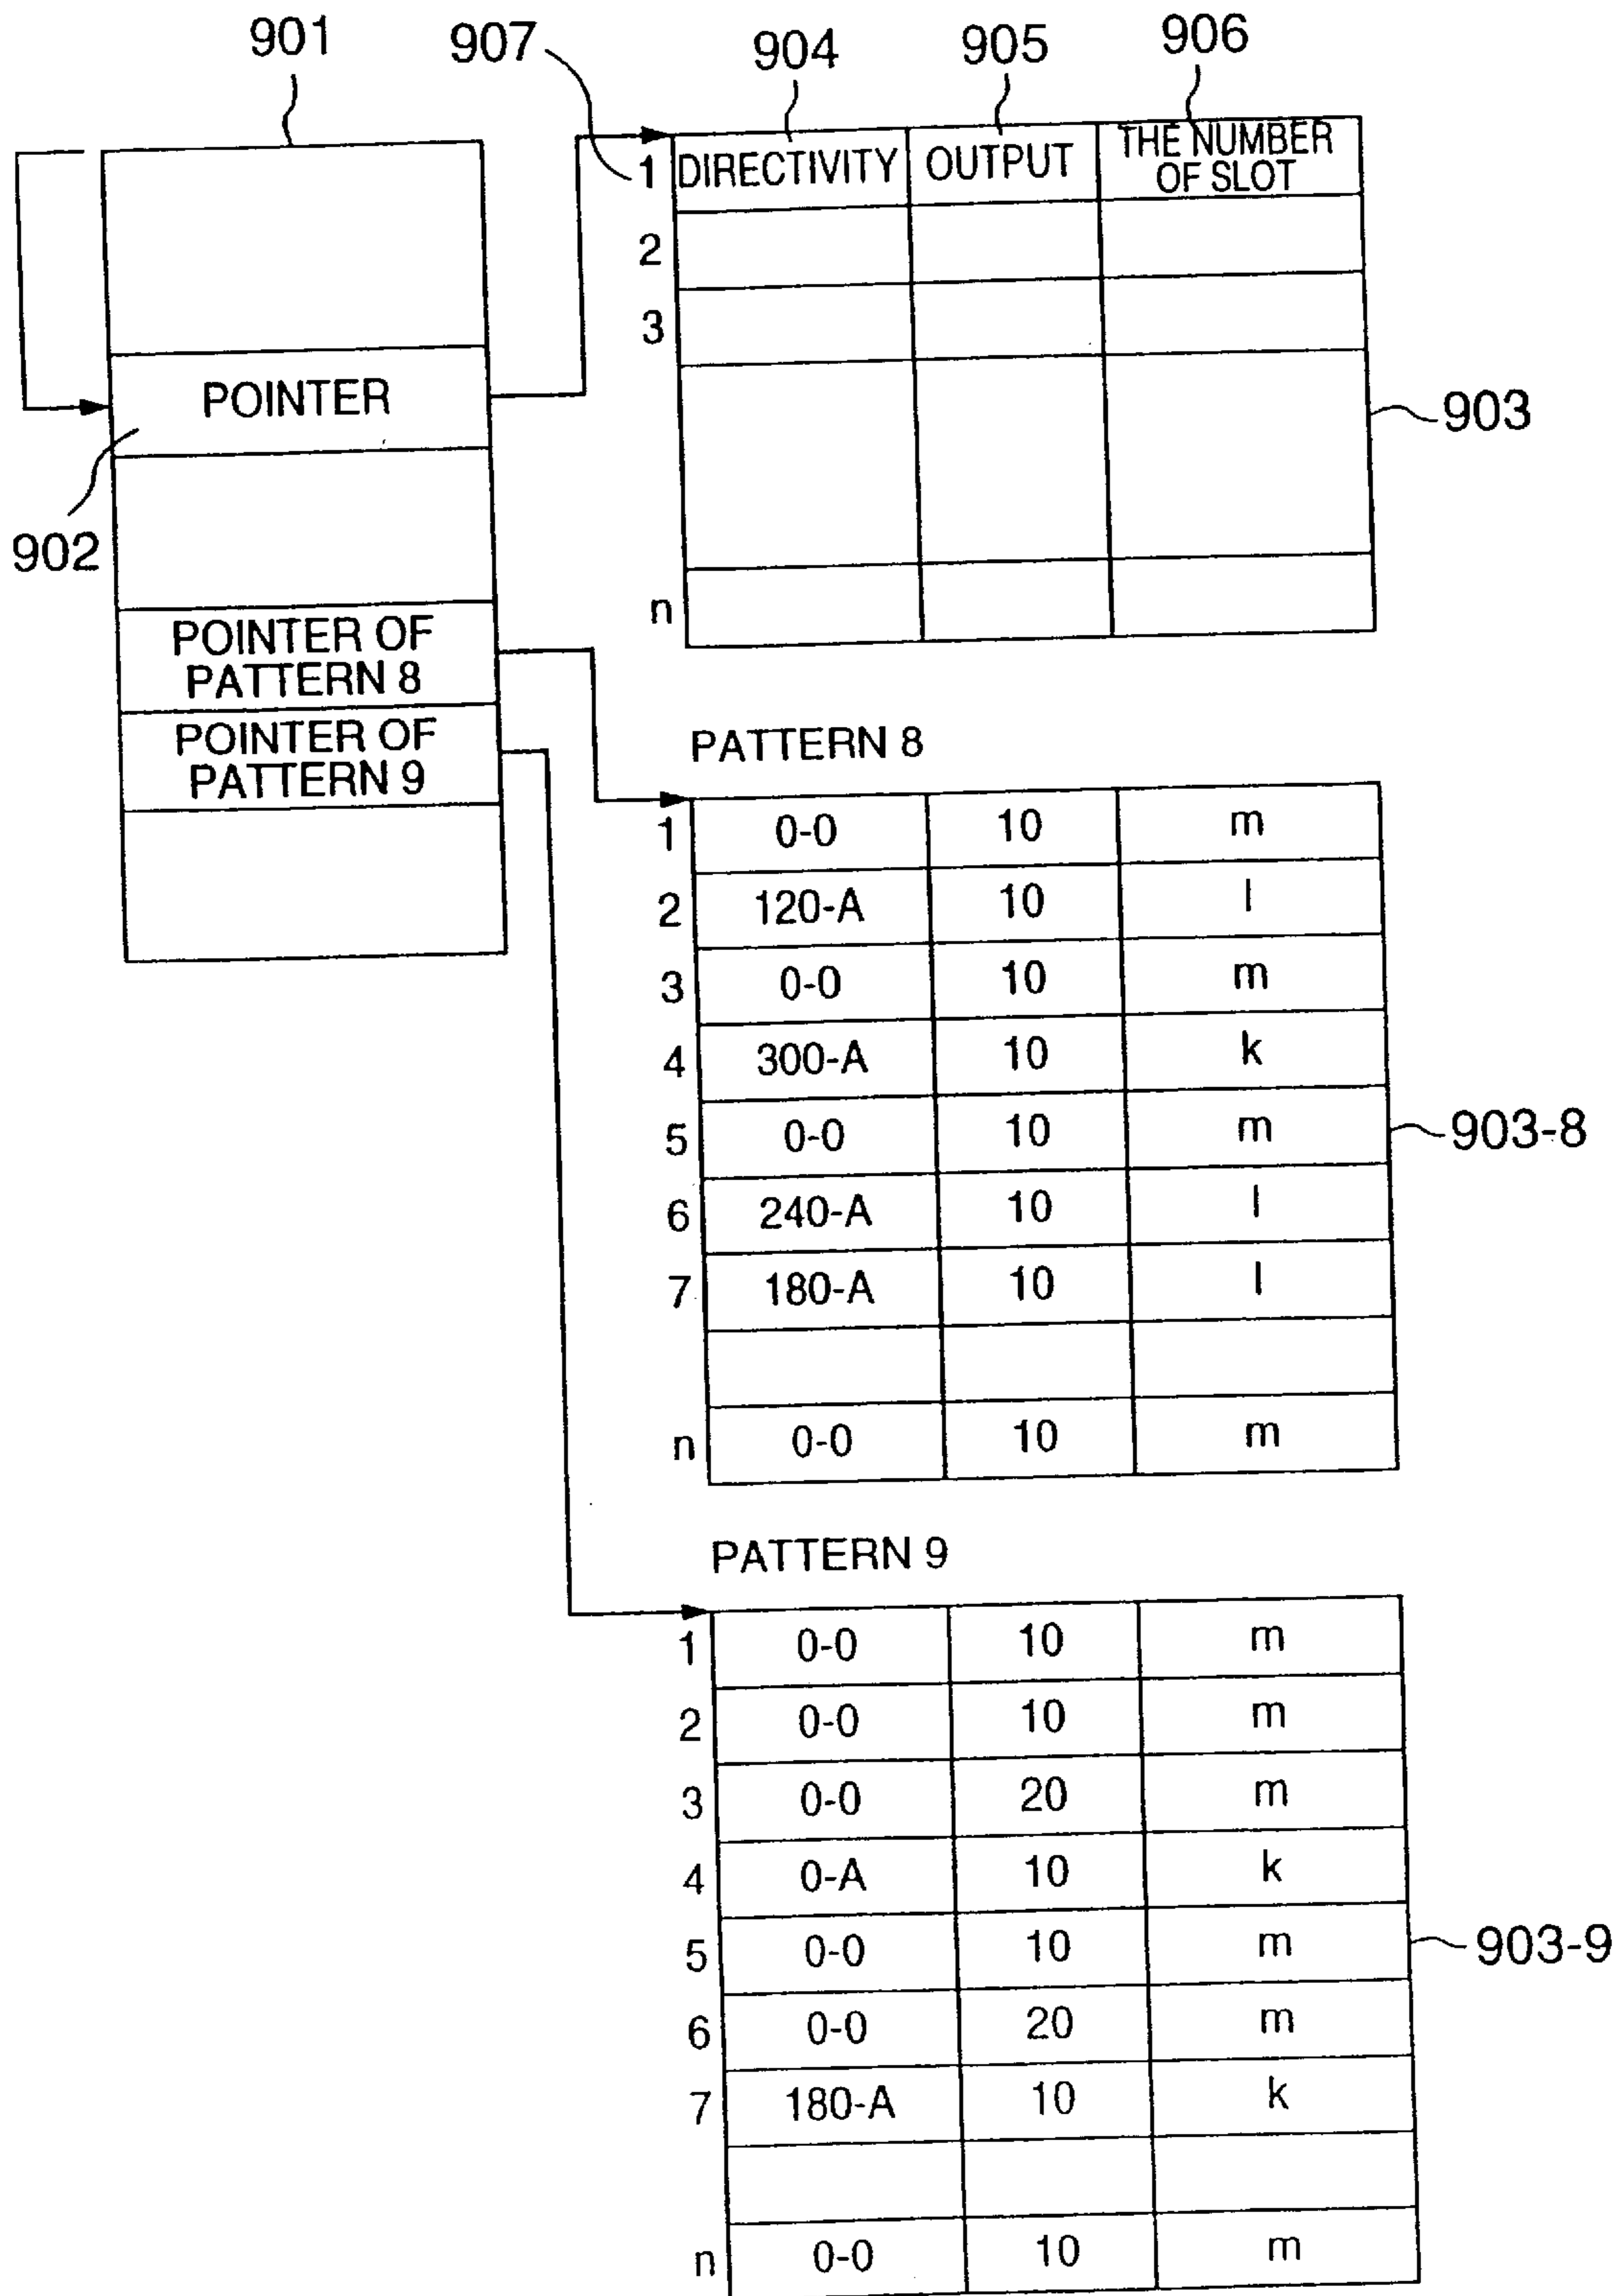 901
907
904
905
906
1
DIRECTIVITY
OUTPUT
THE NUMBER
OF SLOT
2
3
POINTER
903
902
n
POINTER OF
PATTERN 8
POINTER OF
PATTERN 9
PATTERN 8
1 0-0 10 m
2 120-A 10 l
3 0-0 10 m
4 300-A 10 k
5 0-0 10 m
903-8
6 240-A 10 l
7 180-A 10 l
n 0-0 10 m
PATTERN 9
1 0-0 10 m
2 0-0 10 m
3 0-0 20 m
4 0-A 10 k
5 0-0 10 m
903-9
6 0-0 20 m
7 180-A 10 k
n 0-0 10 m